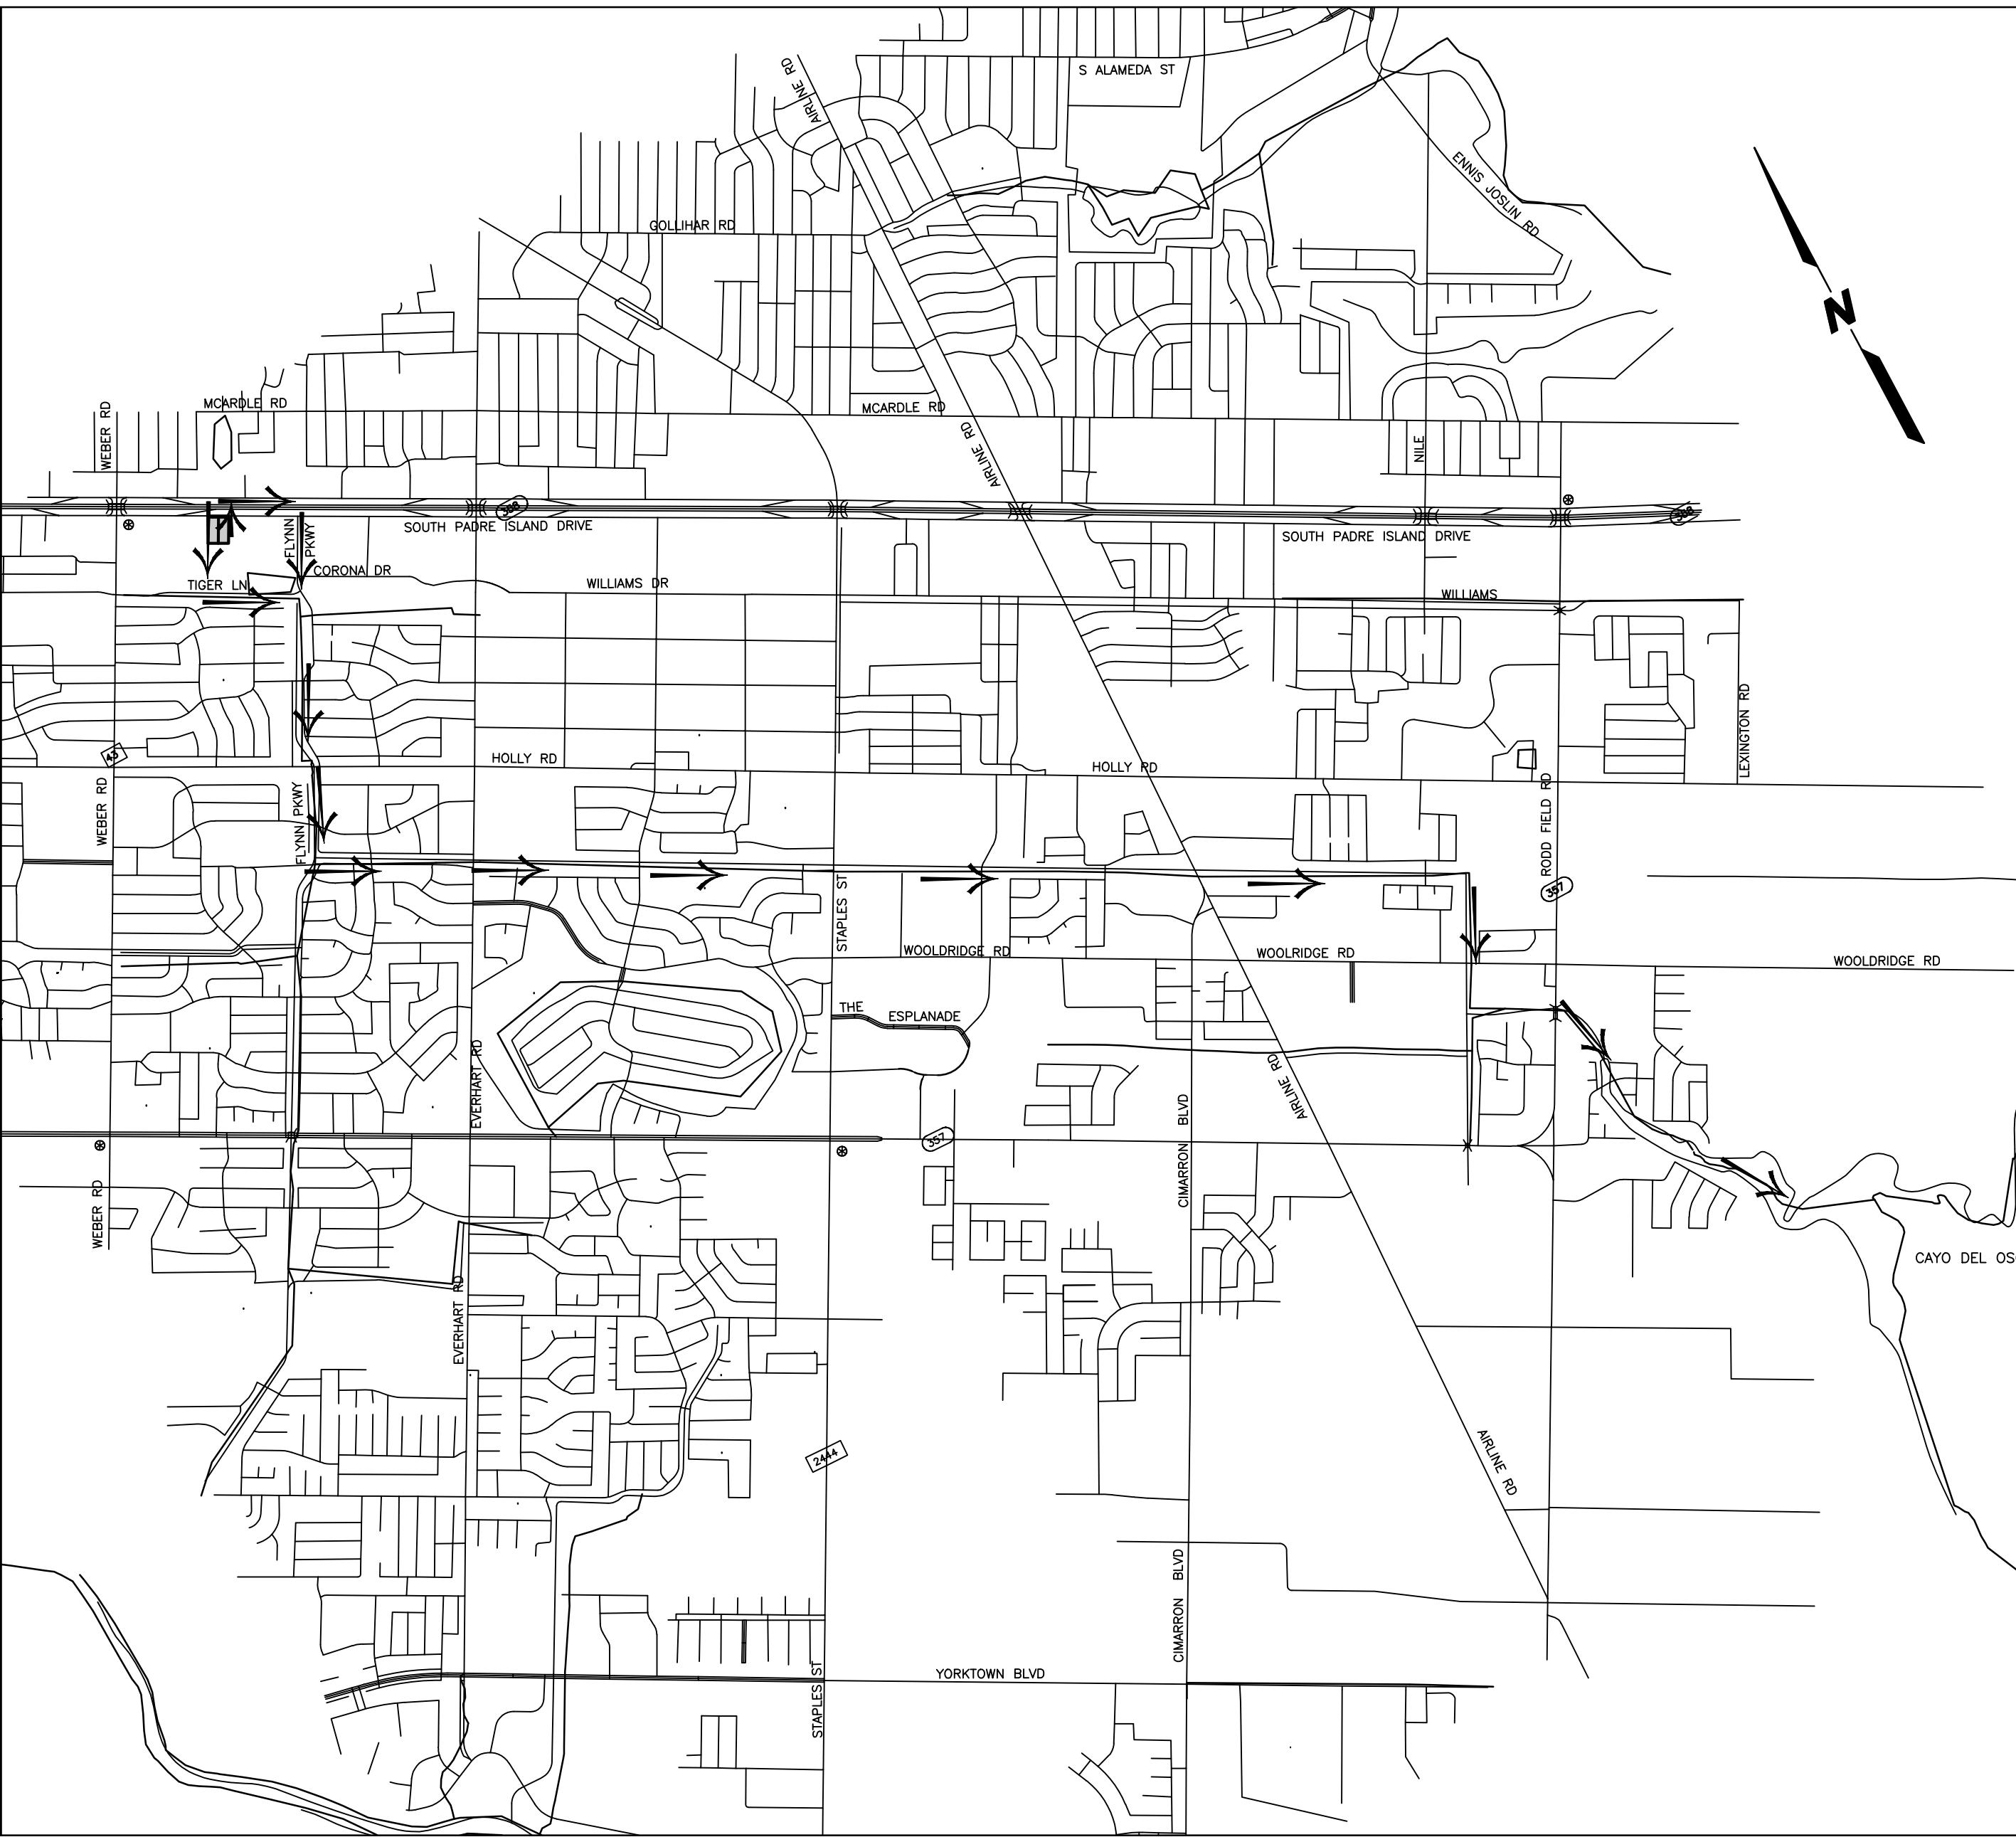 AIRLINE RD
AIRLINE RD
S ALAMEDA ST
ENNIS JOSLIN RD
GOLLIHAR RD
N
MCARDLE RD
MCARDLE RD
WEBER RD
AIRLINE RD
NILE
358
358
FLYNN
PKWY
SOUTH PADRE ISLAND DRIVE
SOUTH PADRE ISLAND DRIVE
CORONA DR
TIGER LN
WILLIAMS DR
WILLIAMS
LEXINGTON RD
43
HOLLY RD
HOLLY RD
WEBER RD
FLYNN PKWY
RODD FIELD RD
357
STAPLES ST
WOOLDRIDGE RD
WOOLRIDGE RD
WOOLDRIDGE RD
THE
ESPLANADE
EVERHART RD
AIRLINE RD
CIMARRON BLVD
357
WEBER RD
CAYO DEL OS
EVERHART RD
2444
AIRLINE RD
CIMARRON BLVD
YORKTOWN BLVD
STAPLES ST